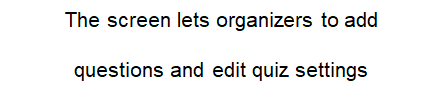 The screen lets organizers to add
questions and edit quiz settings